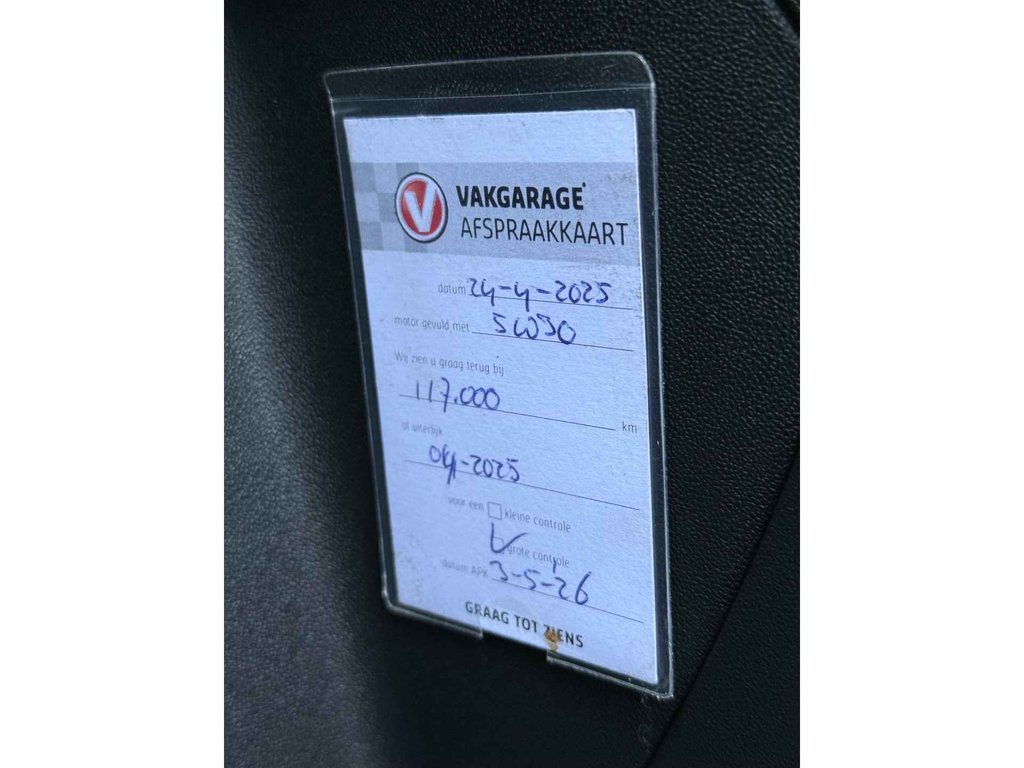 V VAKGARAGE®
AFSPRAAKKAART
datum 24-4-2025
motor gevuld met 5W30
Wij zien u graag terug bij
117.000 km
of uiterlijk
04-2025
voor een kleine controle
grote controle
datum APK 3-5-'26
GRAAG TOT ZIENS